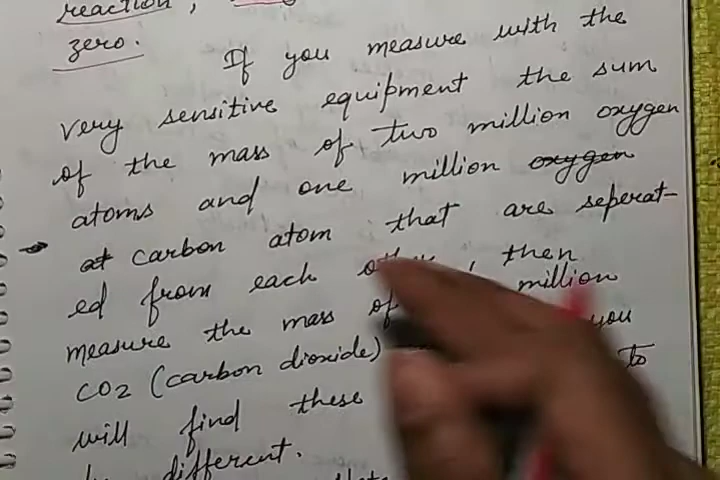 reaction,
zero. If you measure with the
very sensitive equipment the sum
of the mass of two million oxygen
atoms and one million oxygen
at carbon atom that are seperat-
ed from each other, then
measure the mass of million
CO2 (carbon dioxide) you
will find these to
different.